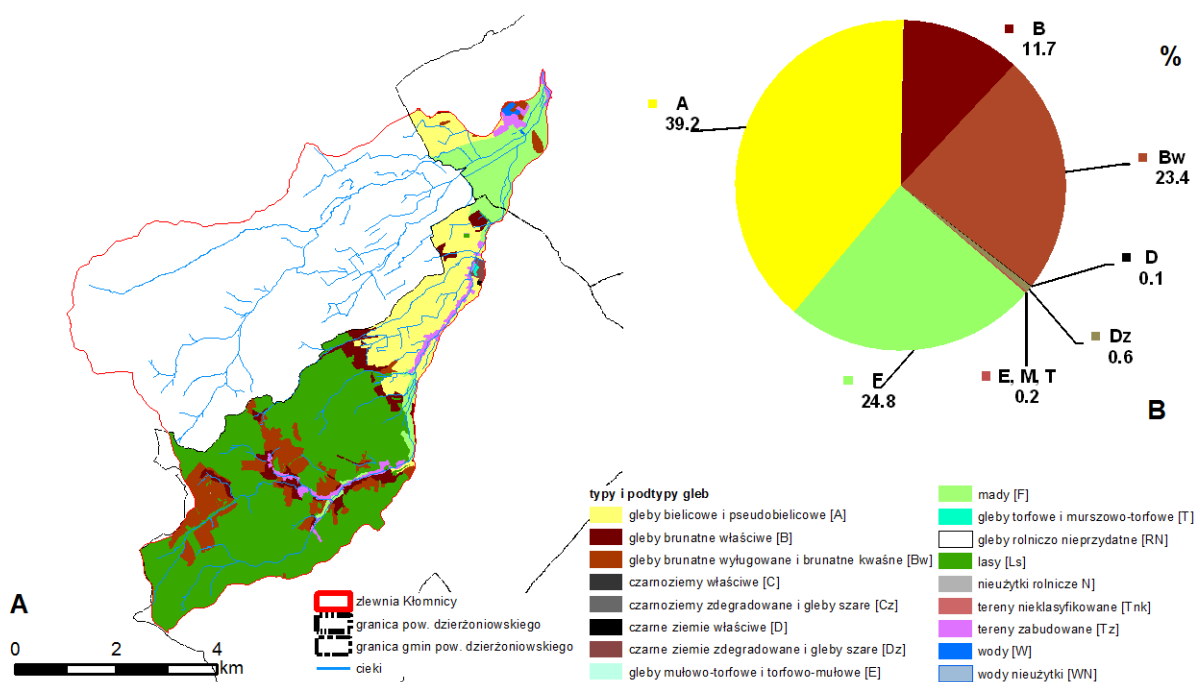 B
11.7
%
A
39.2
Bw
23.4
D
0.1
Dz
0.6
E, M, T
0.2
F
24.8
B
A
0 2 4
km
zlewnia Kłomnicy
granica pow. dzierżoniowskiego
granica gmin pow. dzierżoniowskiego
cieki
typy i podtypy gleb
gleby bielicowe i pseudobielicowe [A]
gleby brunatne właściwe [B]
gleby brunatne wyługowane i brunatne kwaśne [Bw]
czarnoziemy właściwe [C]
czarnoziemy zdegradowane i gleby szare [Cz]
czarne ziemie właściwe [D]
czarne ziemie zdegradowane i gleby szare [Dz]
gleby mułowo-torfowe i torfowo-mułowe [E]
mady [F]
gleby torfowe i murszowo-torfowe [T]
gleby rolniczo nieprzydatne [RN]
lasy [Ls]
nieużytki rolnicze N]
tereny nieklasyfikowane [Tnk]
tereny zabudowane [Tz]
wody [W]
wody nieużytki [WN]